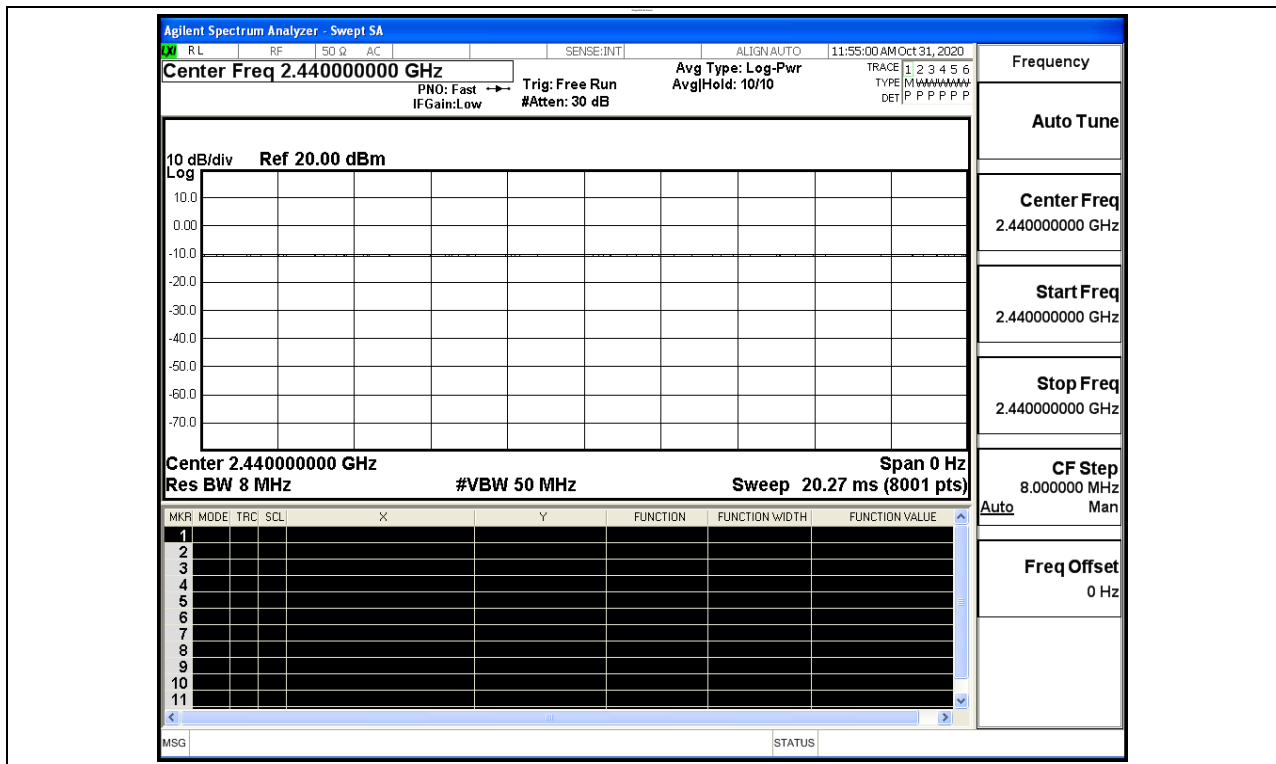 Agilent Spectrum Analyzer - Swept SA
LXI RL RF 50 Ω AC SENSE:INT ALIGNAUTO 11:55:00 AM Oct 31, 2020
Center Freq 2.440000000 GHz
PNO: Fast
IFGain:Low
Trig: Free Run
#Atten: 30 dB
Avg Type: Log-Pwr
Avg|Hold: 10/10
TRACE 1 2 3 4 5 6
TYPE M
DET P P P P P P
10 dB/div Ref 20.00 dBm
Log
10.0
0.00
-10.0
-20.0
-30.0
-40.0
-50.0
-60.0
-70.0
Center 2.440000000 GHz Span 0 Hz
Res BW 8 MHz #VBW 50 MHz Sweep 20.27 ms (8001 pts)
MKR MODE TRC SCL X Y FUNCTION FUNCTION WIDTH FUNCTION VALUE
1
2
3
4
5
6
7
8
9
10
11
MSG STATUS
Frequency
Auto Tune
Center Freq
2.440000000 GHz
Start Freq
2.440000000 GHz
Stop Freq
2.440000000 GHz
CF Step
8.000000 MHz
Auto Man
Freq Offset
0 Hz